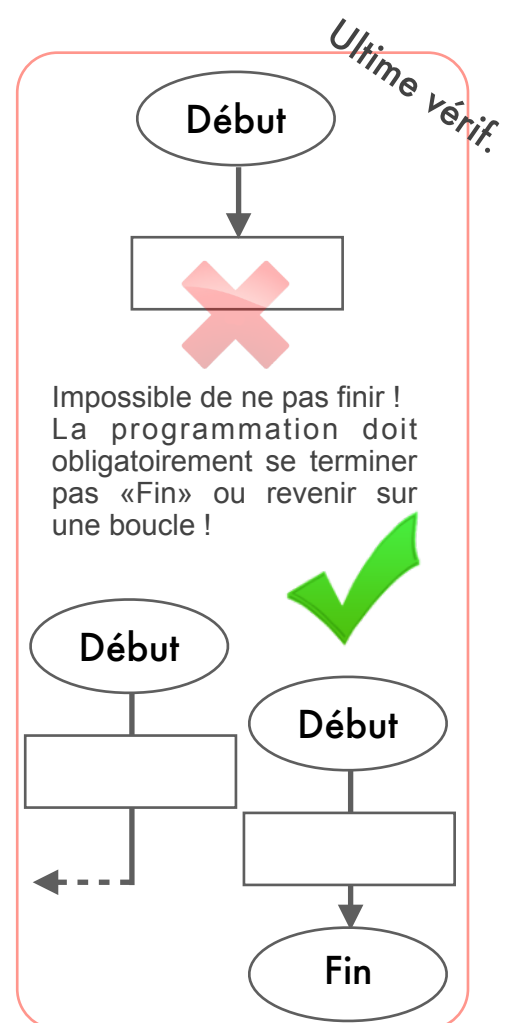 Ultime vérif.
Début
Impossible de ne pas finir !
La programmation doit
obligatoirement se terminer
pas «Fin» ou revenir sur
une boucle !
Début
Début
Fin